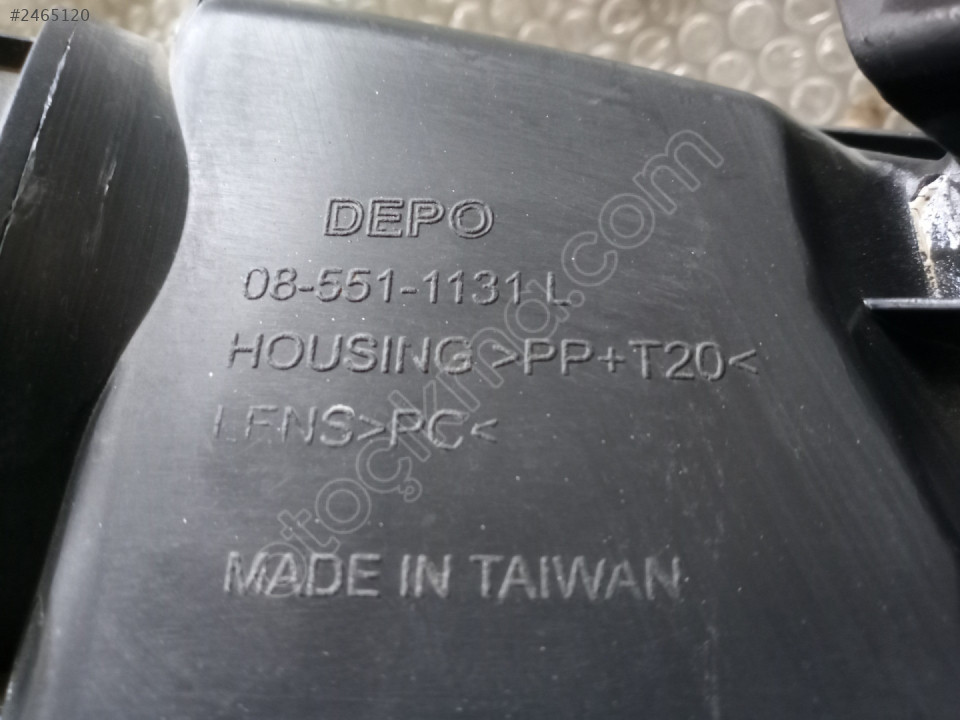 #2465120
DEPO
08-551-1131 L
HOUSING >PP+T20<
LENS>PC<
MADE IN TAIWAN
otoçıkma.com